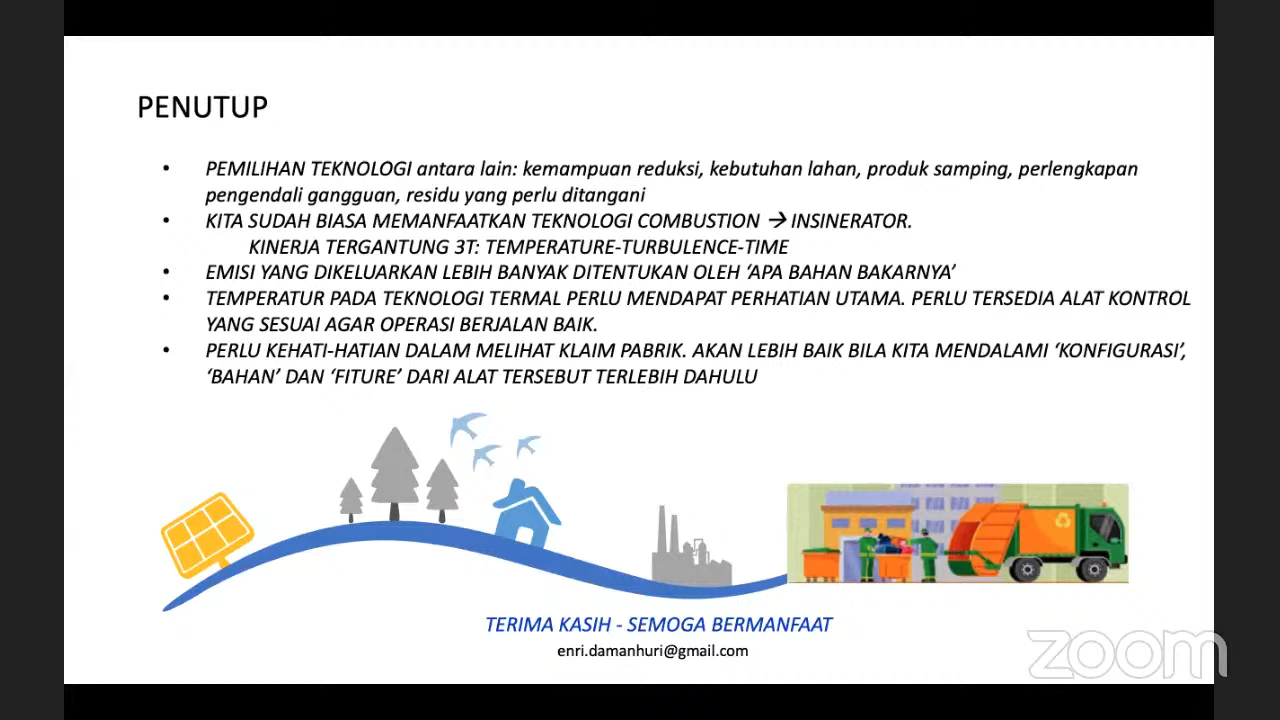 PENUTUP
• PEMILIHAN TEKNOLOGI antara lain: kemampuan reduksi, kebutuhan lahan, produk samping, perlengkapan
pengendali gangguan, residu yang perlu ditangani
• KITA SUDAH BIASA MEMANFAATKAN TEKNOLOGI COMBUSTION → INSINERATOR.
KINERJA TERGANTUNG 3T: TEMPERATURE-TURBULENCE-TIME
• EMISI YANG DIKELUARKAN LEBIH BANYAK DITENTUKAN OLEH ‘APA BAHAN BAKARNYA’
• TEMPERATUR PADA TEKNOLOGI TERMAL PERLU MENDAPAT PERHATIAN UTAMA. PERLU TERSEDIA ALAT KONTROL
YANG SESUAI AGAR OPERASI BERJALAN BAIK.
• PERLU KEHATI-HATIAN DALAM MELIHAT KLAIM PABRIK. AKAN LEBIH BAIK BILA KITA MENDALAMI ‘KONFIGURASI’,
‘BAHAN’ DAN ‘FITURE’ DARI ALAT TERSEBUT TERLEBIH DAHULU
TERIMA KASIH - SEMOGA BERMANFAAT
enri.damanhuri@gmail.com
zoom